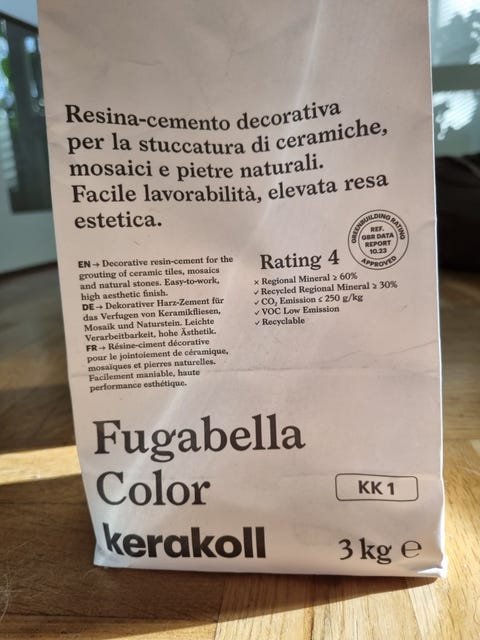 Resina-cemento decorativa
per la stuccatura di ceramiche,
mosaici e pietre naturali.
Facile lavorabilità, elevata resa
estetica.
EN → Decorative resin-cement for the
grouting of ceramic tiles, mosaics
and natural stones. Easy-to-work,
high aesthetic finish.
DE → Dekorativer Harz-Zement für
das Verfugen von Keramikfliesen,
Mosaik und Naturstein. Leichte
Verarbeitbarkeit, hohe Ästhetik.
FR → Résine-ciment décorative
pour le jointoiement de céramique,
mosaïques et pierres naturelles.
Facilement maniable, haute
performance esthétique.
Rating 4
× Regional Mineral ≥ 60%
✓ Recycled Regional Mineral ≥ 30%
✓ CO₂ Emission ≤ 250 g/kg
✓ VOC Low Emission
✓ Recyclable
GREENBUILDING RATING
REF.
GBR DATA
REPORT
10.23
APPROVED
Fugabella
Color
KK 1
kerakoll
3 kg ℮